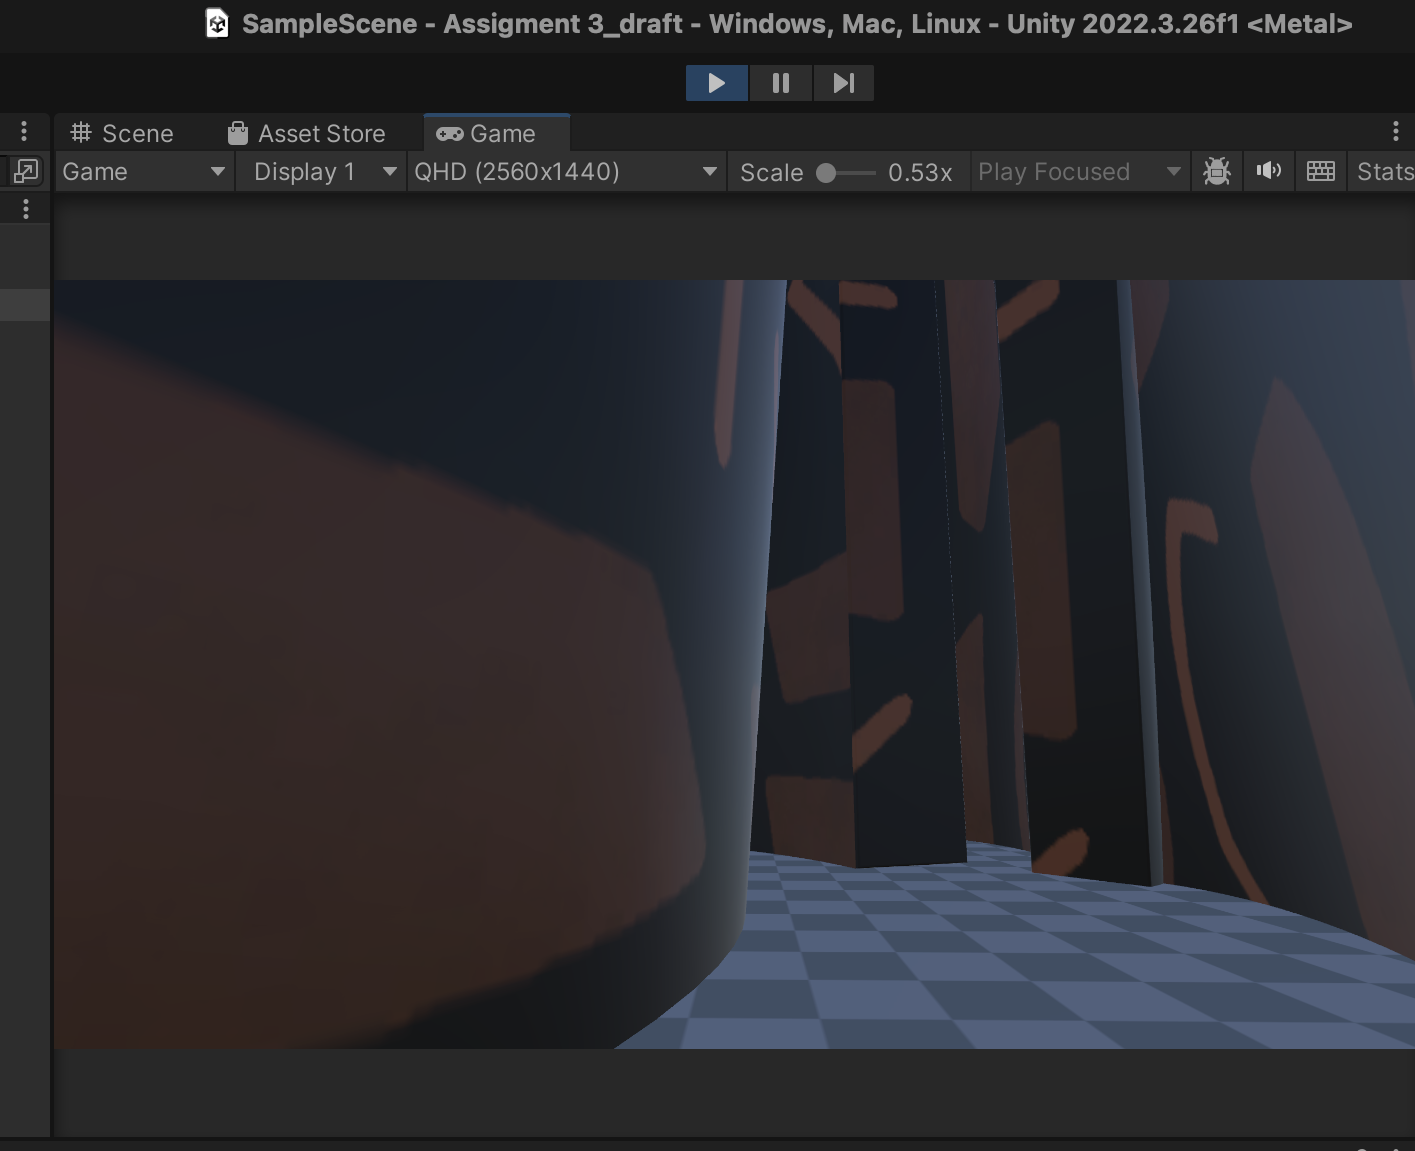 SampleScene - Assigment 3_draft - Windows, Mac, Linux - Unity 2022.3.26f1 <Metal>
Scene Asset Store Game
Game Display 1 QHD (2560x1440) Scale 0.53x Play Focused Stats